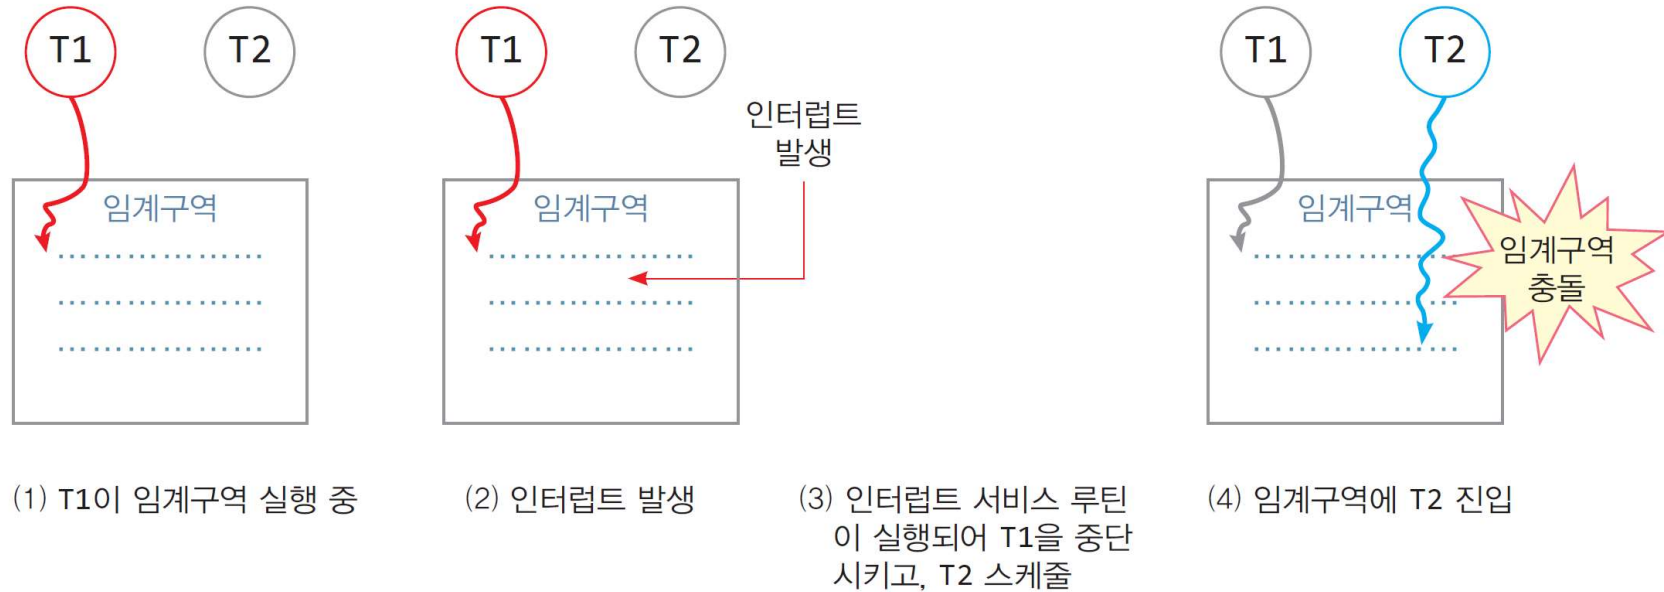 T1
T2
임계구역
(1) T1이 임계구역 실행 중
T1
T2
인터럽트
발생
임계구역
(2) 인터럽트 발생
(3) 인터럽트 서비스 루틴
이 실행되어 T1을 중단
시키고, T2 스케줄
T1
T2
임계구역
임계구역
충돌
(4) 임계구역에 T2 진입